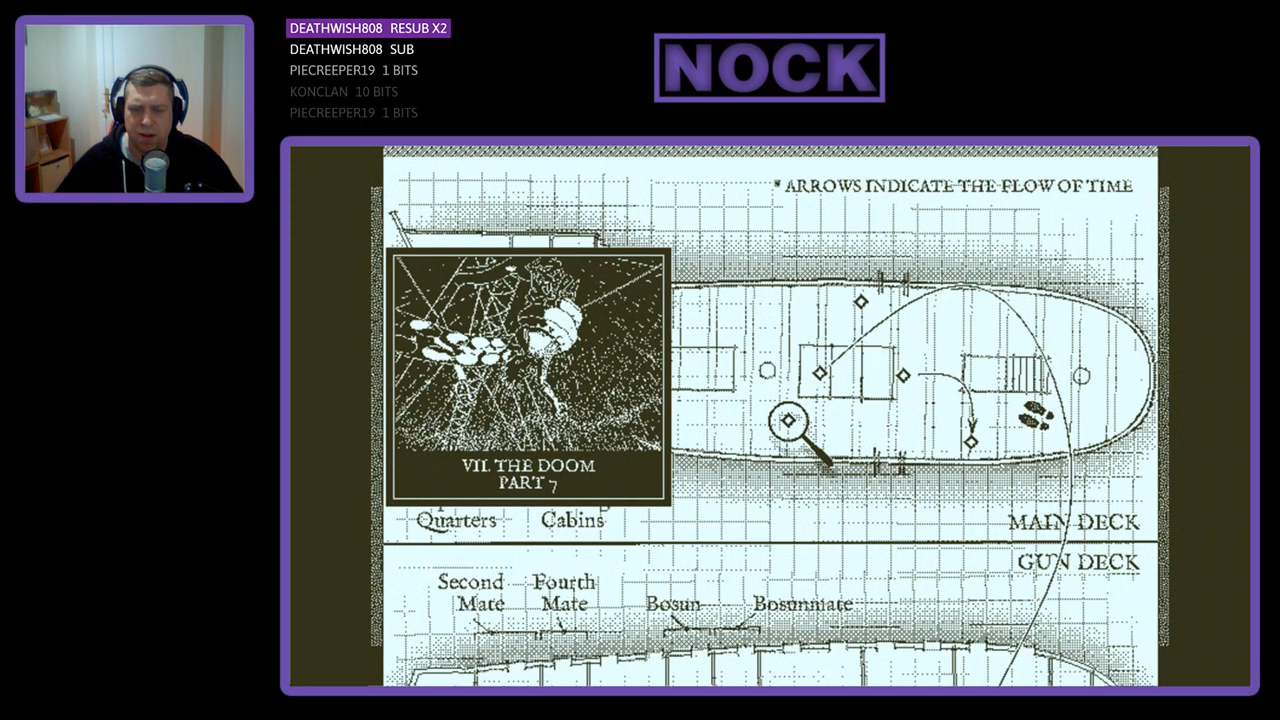 DEATHWISH808 RESUB X2
DEATHWISH808 SUB
PIECREEPER19 1 BITS
KONCLAN 10 BITS
PIECREEPER19 1 BITS
NOCK
* ARROWS INDICATE THE FLOW OF TIME
VII. THE DOOM
PART 7
Quarters
Cabins
MAIN DECK
GUN DECK
Second
Mate
Fourth
Mate
Bosun
Bosunmate